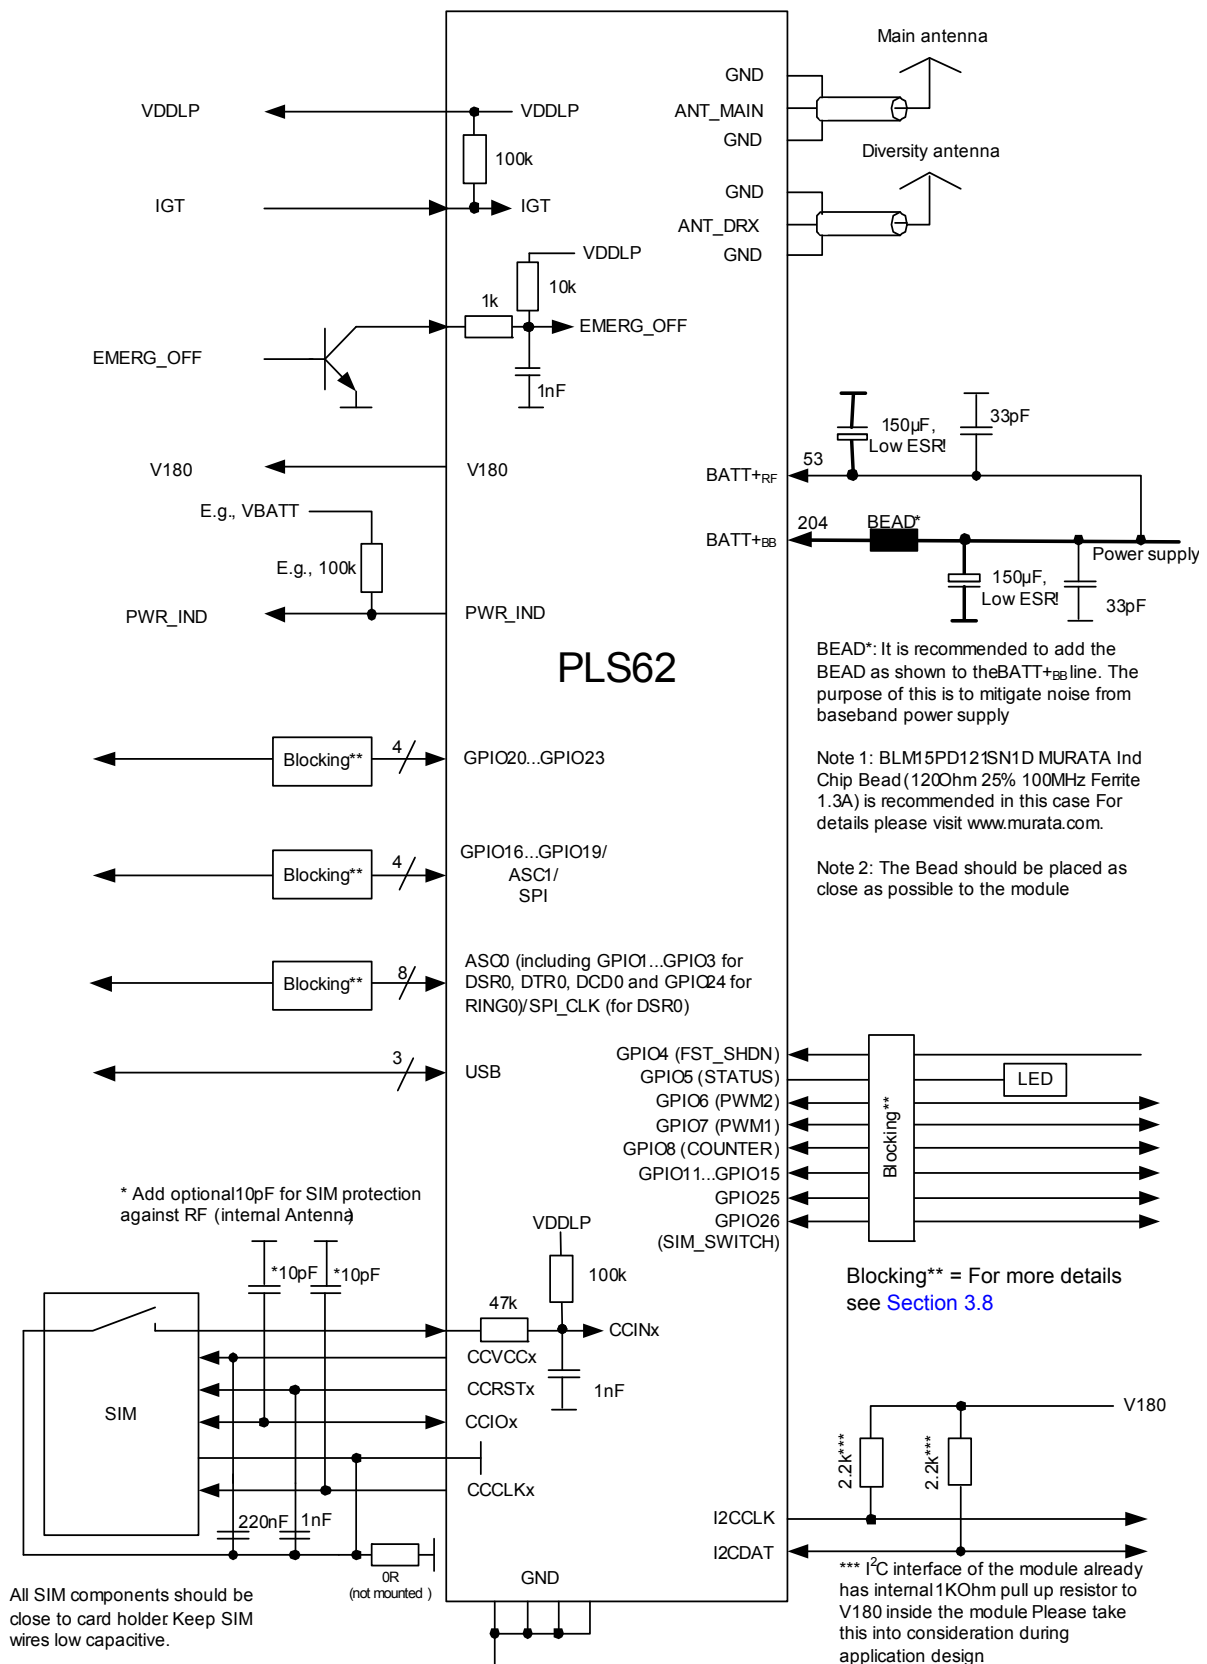 Main antenna
GND
VDDLP
VDDLP
ANT_MAIN
GND
100k
Diversity antenna
GND
IGT
IGT
ANT_DRX
GND
VDDLP
10k
1k
EMERG_OFF
EMERG_OFF
1nF
150µF,
Low ESR!
33pF
V180
V180
BATT+RF
53
E.g., VBATT
204
BEAD*
BATT+BB
Power supply
E.g., 100k
150µF,
Low ESR!
33pF
PWR_IND
PWR_IND
PLS62
BEAD*: It is recommended to add the
BEAD as shown to theBATT+BB line. The
purpose of this is to mitigate noise from
baseband power supply
Note 1: BLM15PD121SN1D MURATA Ind
Chip Bead (120Ohm 25% 100MHz Ferrite
1.3A) is recommended in this case. For
details please visit www.murata.com.
Note 2: The Bead should be placed as
close as possible to the module
Blocking**
4
GPIO20...GPIO23
Blocking**
4
GPIO16...GPIO19/
ASC1/
SPI
Blocking**
8
ASC0 (including GPIO1...GPIO3 for
DSR0, DTR0, DCD0 and GPIO24 for
RING0)/SPI_CLK (for DSR0)
3
USB
GPIO4 (FST_SHDN)
GPIO5 (STATUS)
LED
GPIO6 (PWM2)
GPIO7 (PWM1)
GPIO8 (COUNTER)
GPIO11...GPIO15
GPIO25
GPIO26
(SIM_SWITCH)
Blocking**
Blocking** = For more details
see Section 3.8
* Add optional10pF for SIM protection
against RF (internal Antenna)
VDDLP
*10pF
*10pF
100k
47k
CCINx
CCVCCx
CCRSTx
1nF
SIM
CCIOx
CCCLKx
220nF
1nF
0R
(not mounted )
V180
2.2k***
2.2k***
I2CCLK
I2CDAT
GND
All SIM components should be
close to card holder. Keep SIM
wires low capacitive.
*** I2C interface of the module already
has internal 1KOhm pull up resistor to
V180 inside the module. Please take
this into consideration during
application design